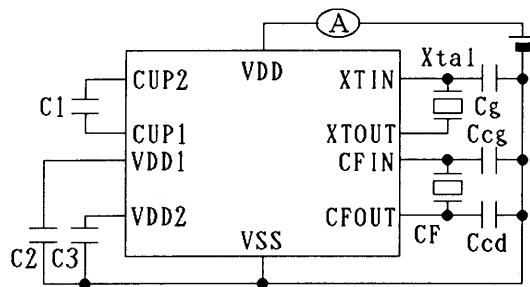 A
VDD
Xtal
CUP2
XTIN
C1
Cg
CUP1
XTOUT
Ccg
VDD1
CFIN
VDD2
CFOUT
C2
C3
VSS
CF
Ccd